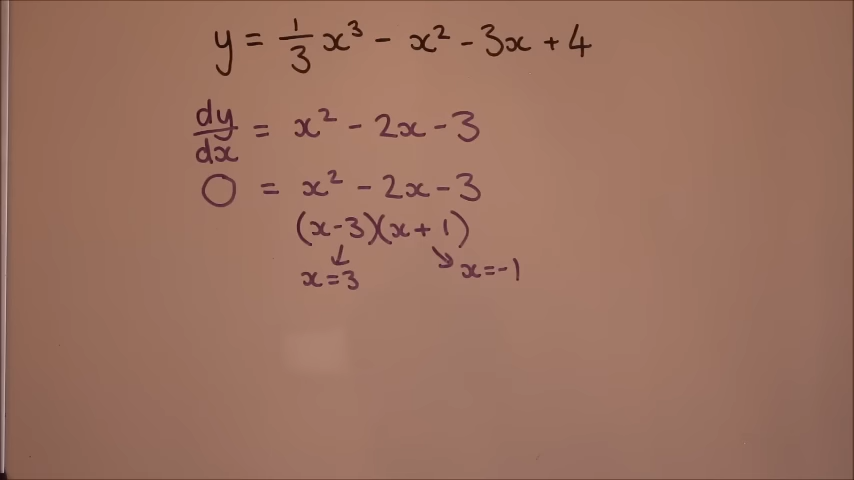 y = 1/3 x³ - x² - 3x + 4
dy/dx = x² - 2x - 3
0 = x² - 2x - 3
(x-3)(x+1)
↙ ↘
x=3 x=-1